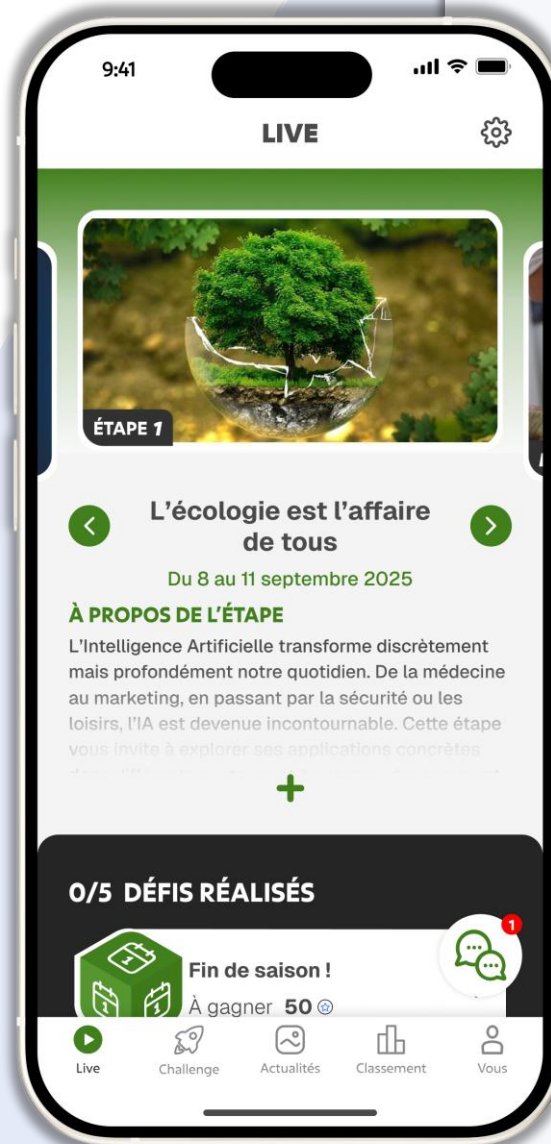 9:41
LIVE
ÉTAPE 1
L’écologie est l’affaire
de tous
Du 8 au 11 septembre 2025
À PROPOS DE L’ÉTAPE
L’Intelligence Artificielle transforme discrètement
mais profondément notre quotidien. De la médecine
au marketing, en passant par la sécurité ou les
loisirs, l’IA est devenue incontournable. Cette étape
vous invite à explorer ses applications concrètes
0/5 DÉFIS RÉALISÉS
1
Fin de saison !
À gagner 50
Live
Challenge
Actualités
Classement
Vous